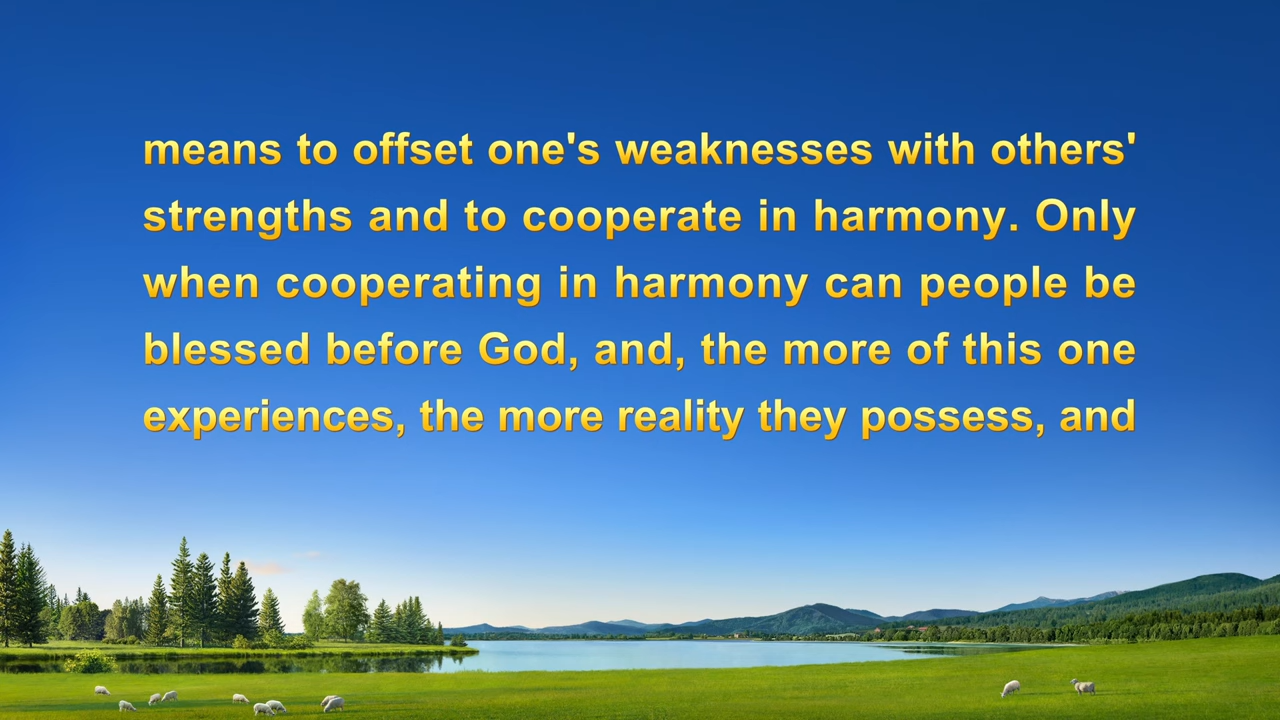 means to offset one's weaknesses with others'
strengths and to cooperate in harmony. Only
when cooperating in harmony can people be
blessed before God, and, the more of this one
experiences, the more reality they possess, and